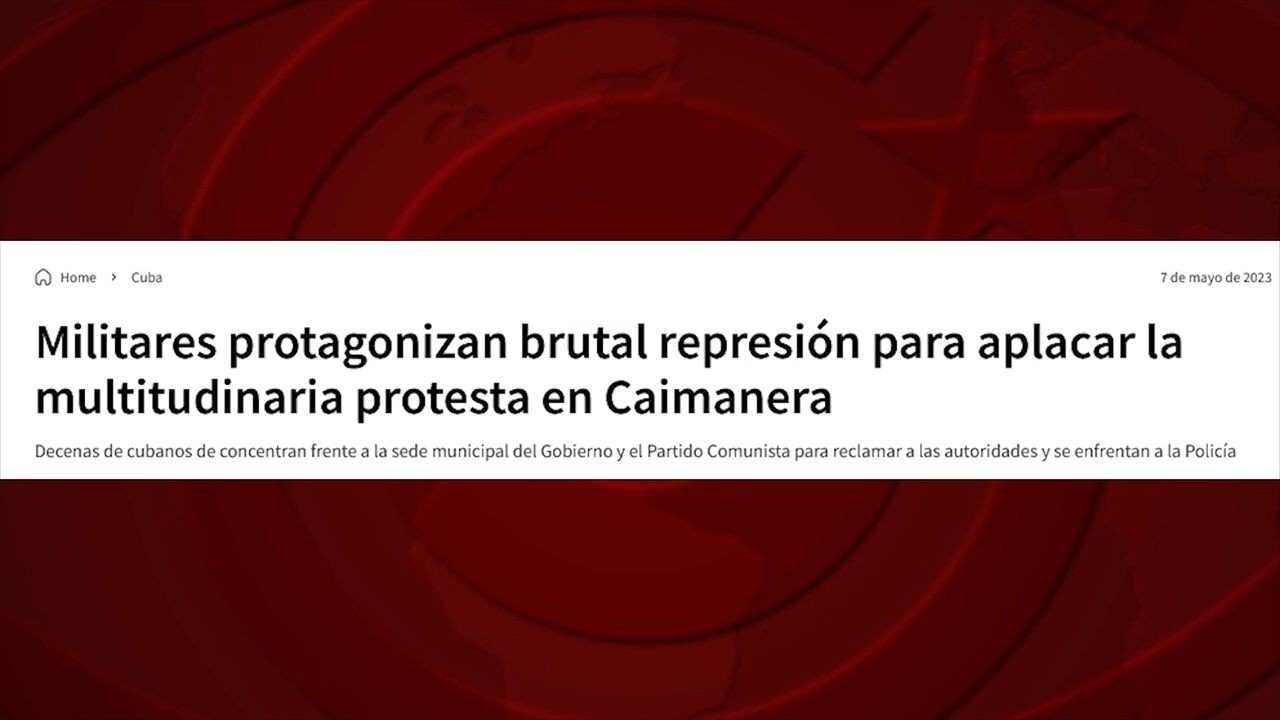 Home > Cuba 7 de mayo de 2023
Militares protagonizan brutal represión para aplacar la
multitudinaria protesta en Caimanera
Decenas de cubanos de concentran frente a la sede municipal del Gobierno y el Partido Comunista para reclamar a las autoridades y se enfrentan a la Policía